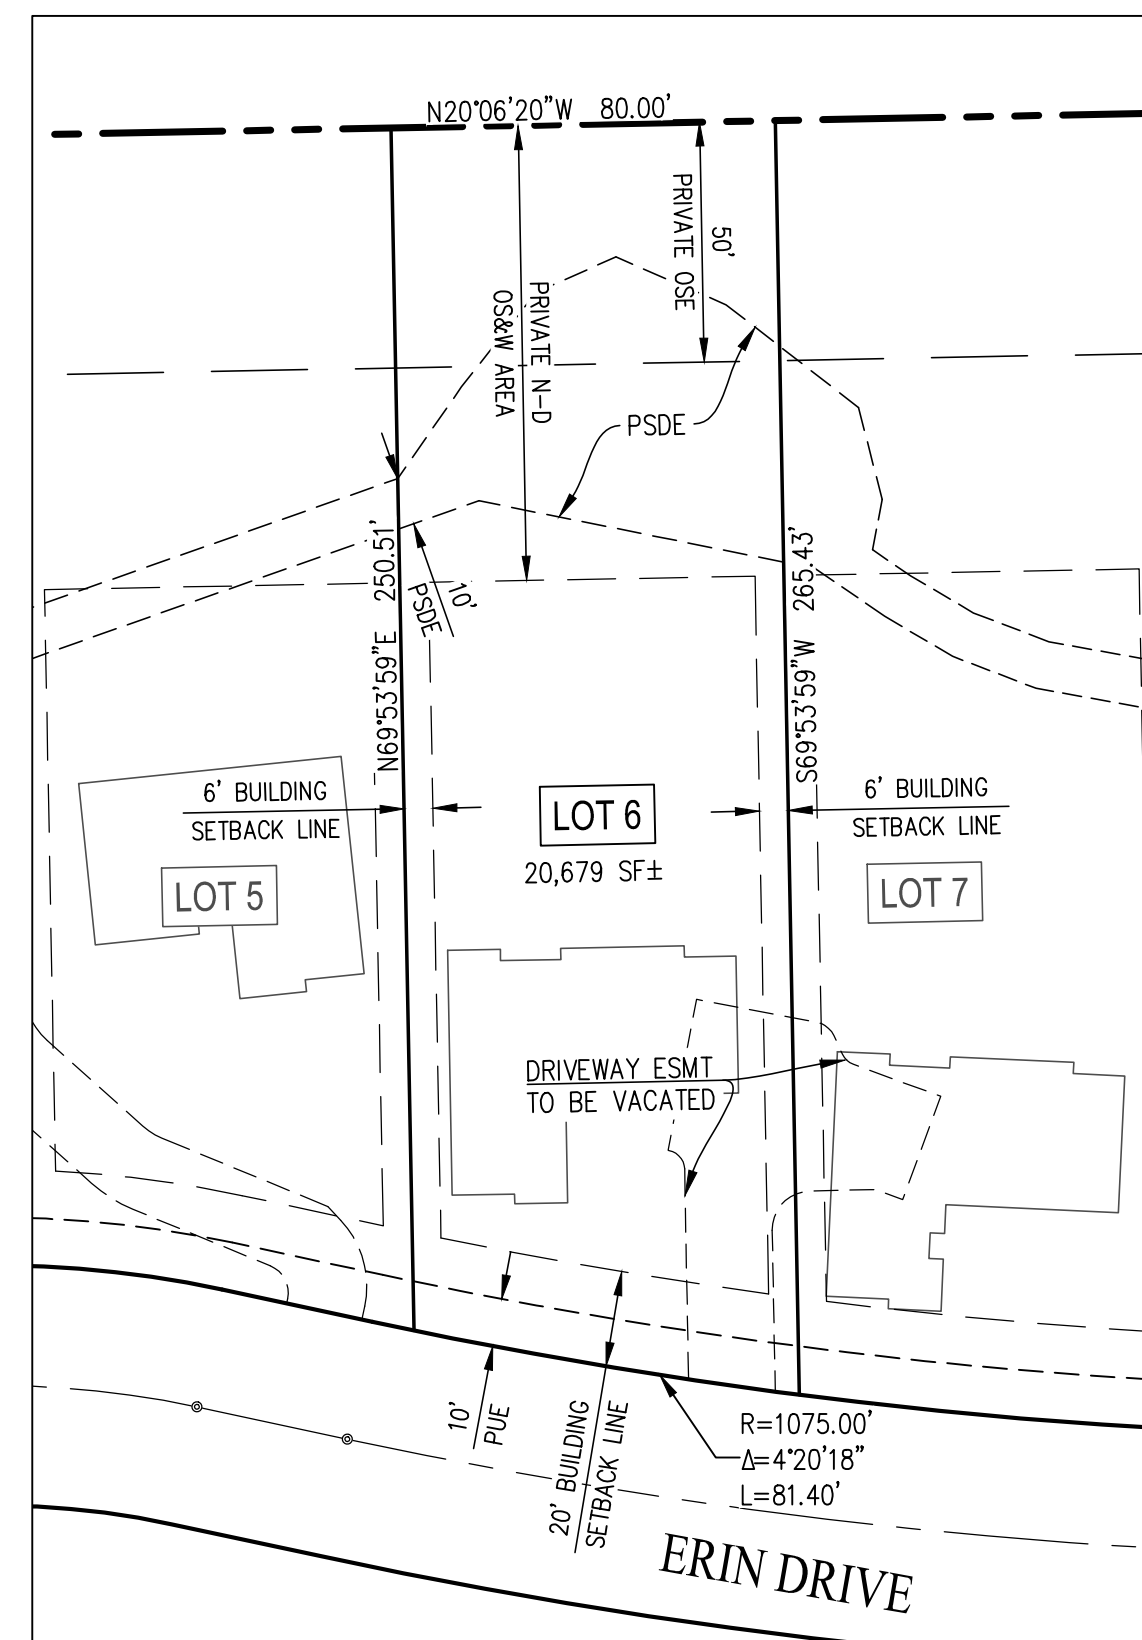 N20°06'20"W 80.00'
PRIVATE OSE
50'
PRIVATE N-D
OS&W AREA
PSDE
N69°53'59"E 250.51'
10'
PSDE
S69°53'59"W 265.43'
6' BUILDING
SETBACK LINE
LOT 6
20,679 SF±
6' BUILDING
SETBACK LINE
LOT 5
LOT 7
DRIVEWAY ESMT
TO BE VACATED
10'
PUE
20' BUILDING
SETBACK LINE
R=1075.00'
Δ=4°20'18"
L=81.40'
ERIN DRIVE